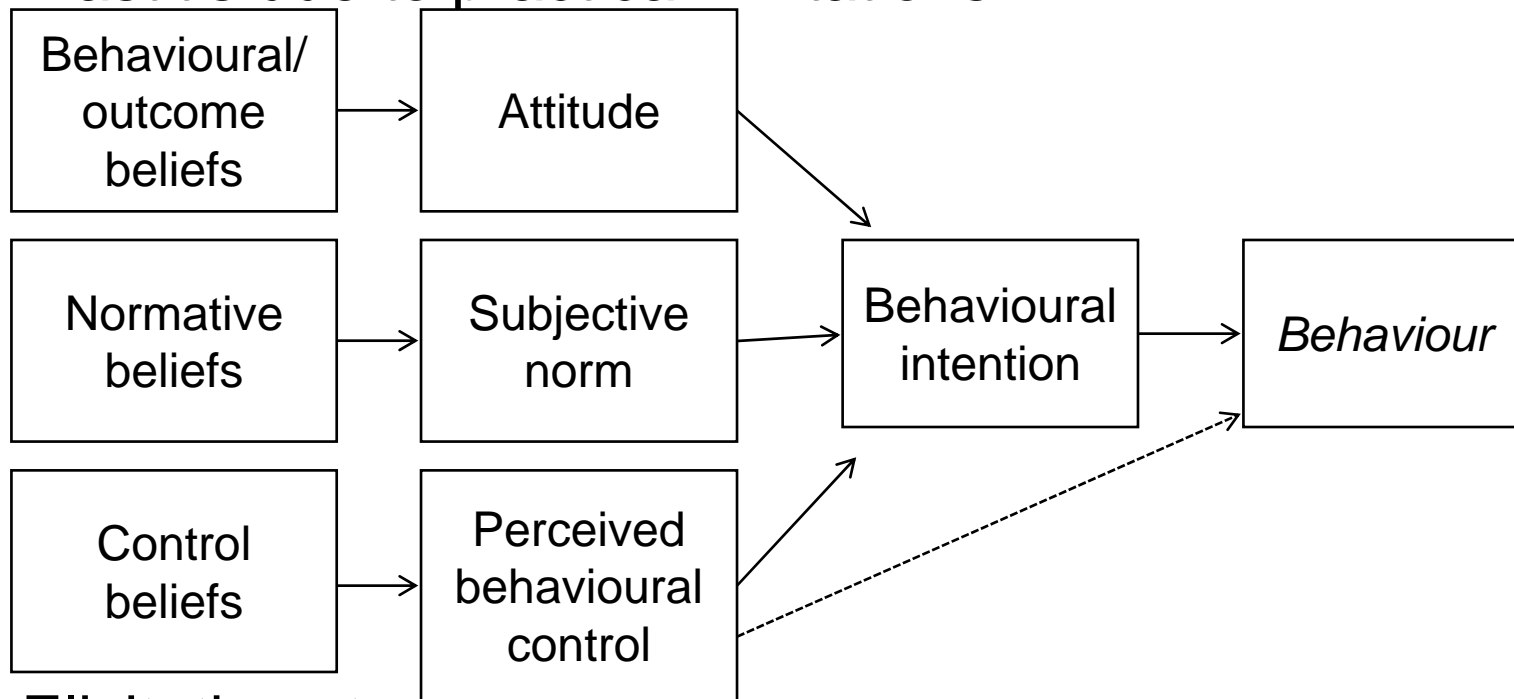 Behavioural/
outcome
beliefs
Attitude
Normative
beliefs
Subjective
norm
Behavioural
intention
Behaviour
Control
beliefs
Perceived
behavioural
control